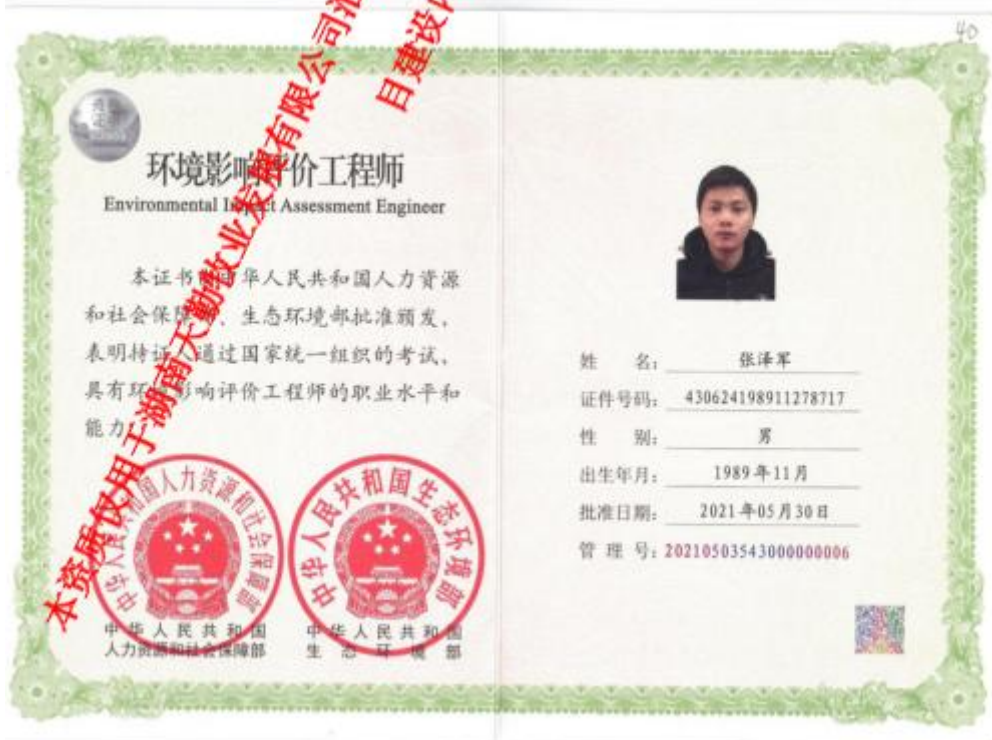 40
环境影响评价工程师
Environmental Impact Assessment Engineer
本证书由中华人民共和国人力资源
和社会保障部、生态环境部批准颁发,
表明持证人通过国家统一组织的考试,
具有环境影响评价工程师的职业水平和
能力。
中华人民共和国人力资源和社会保障部
中华人民共和国生态环境部
中华人民共和国
人力资源和社会保障部
中华人民共和国
生态环境部
姓名:张泽军
证件号码:430624198911278717
性别:男
出生年月:1989年11月
批准日期:2021年05月30日
管理号:20210503543000000006
本资质仅用于湖南天勤牧业发展有限公司
目建设